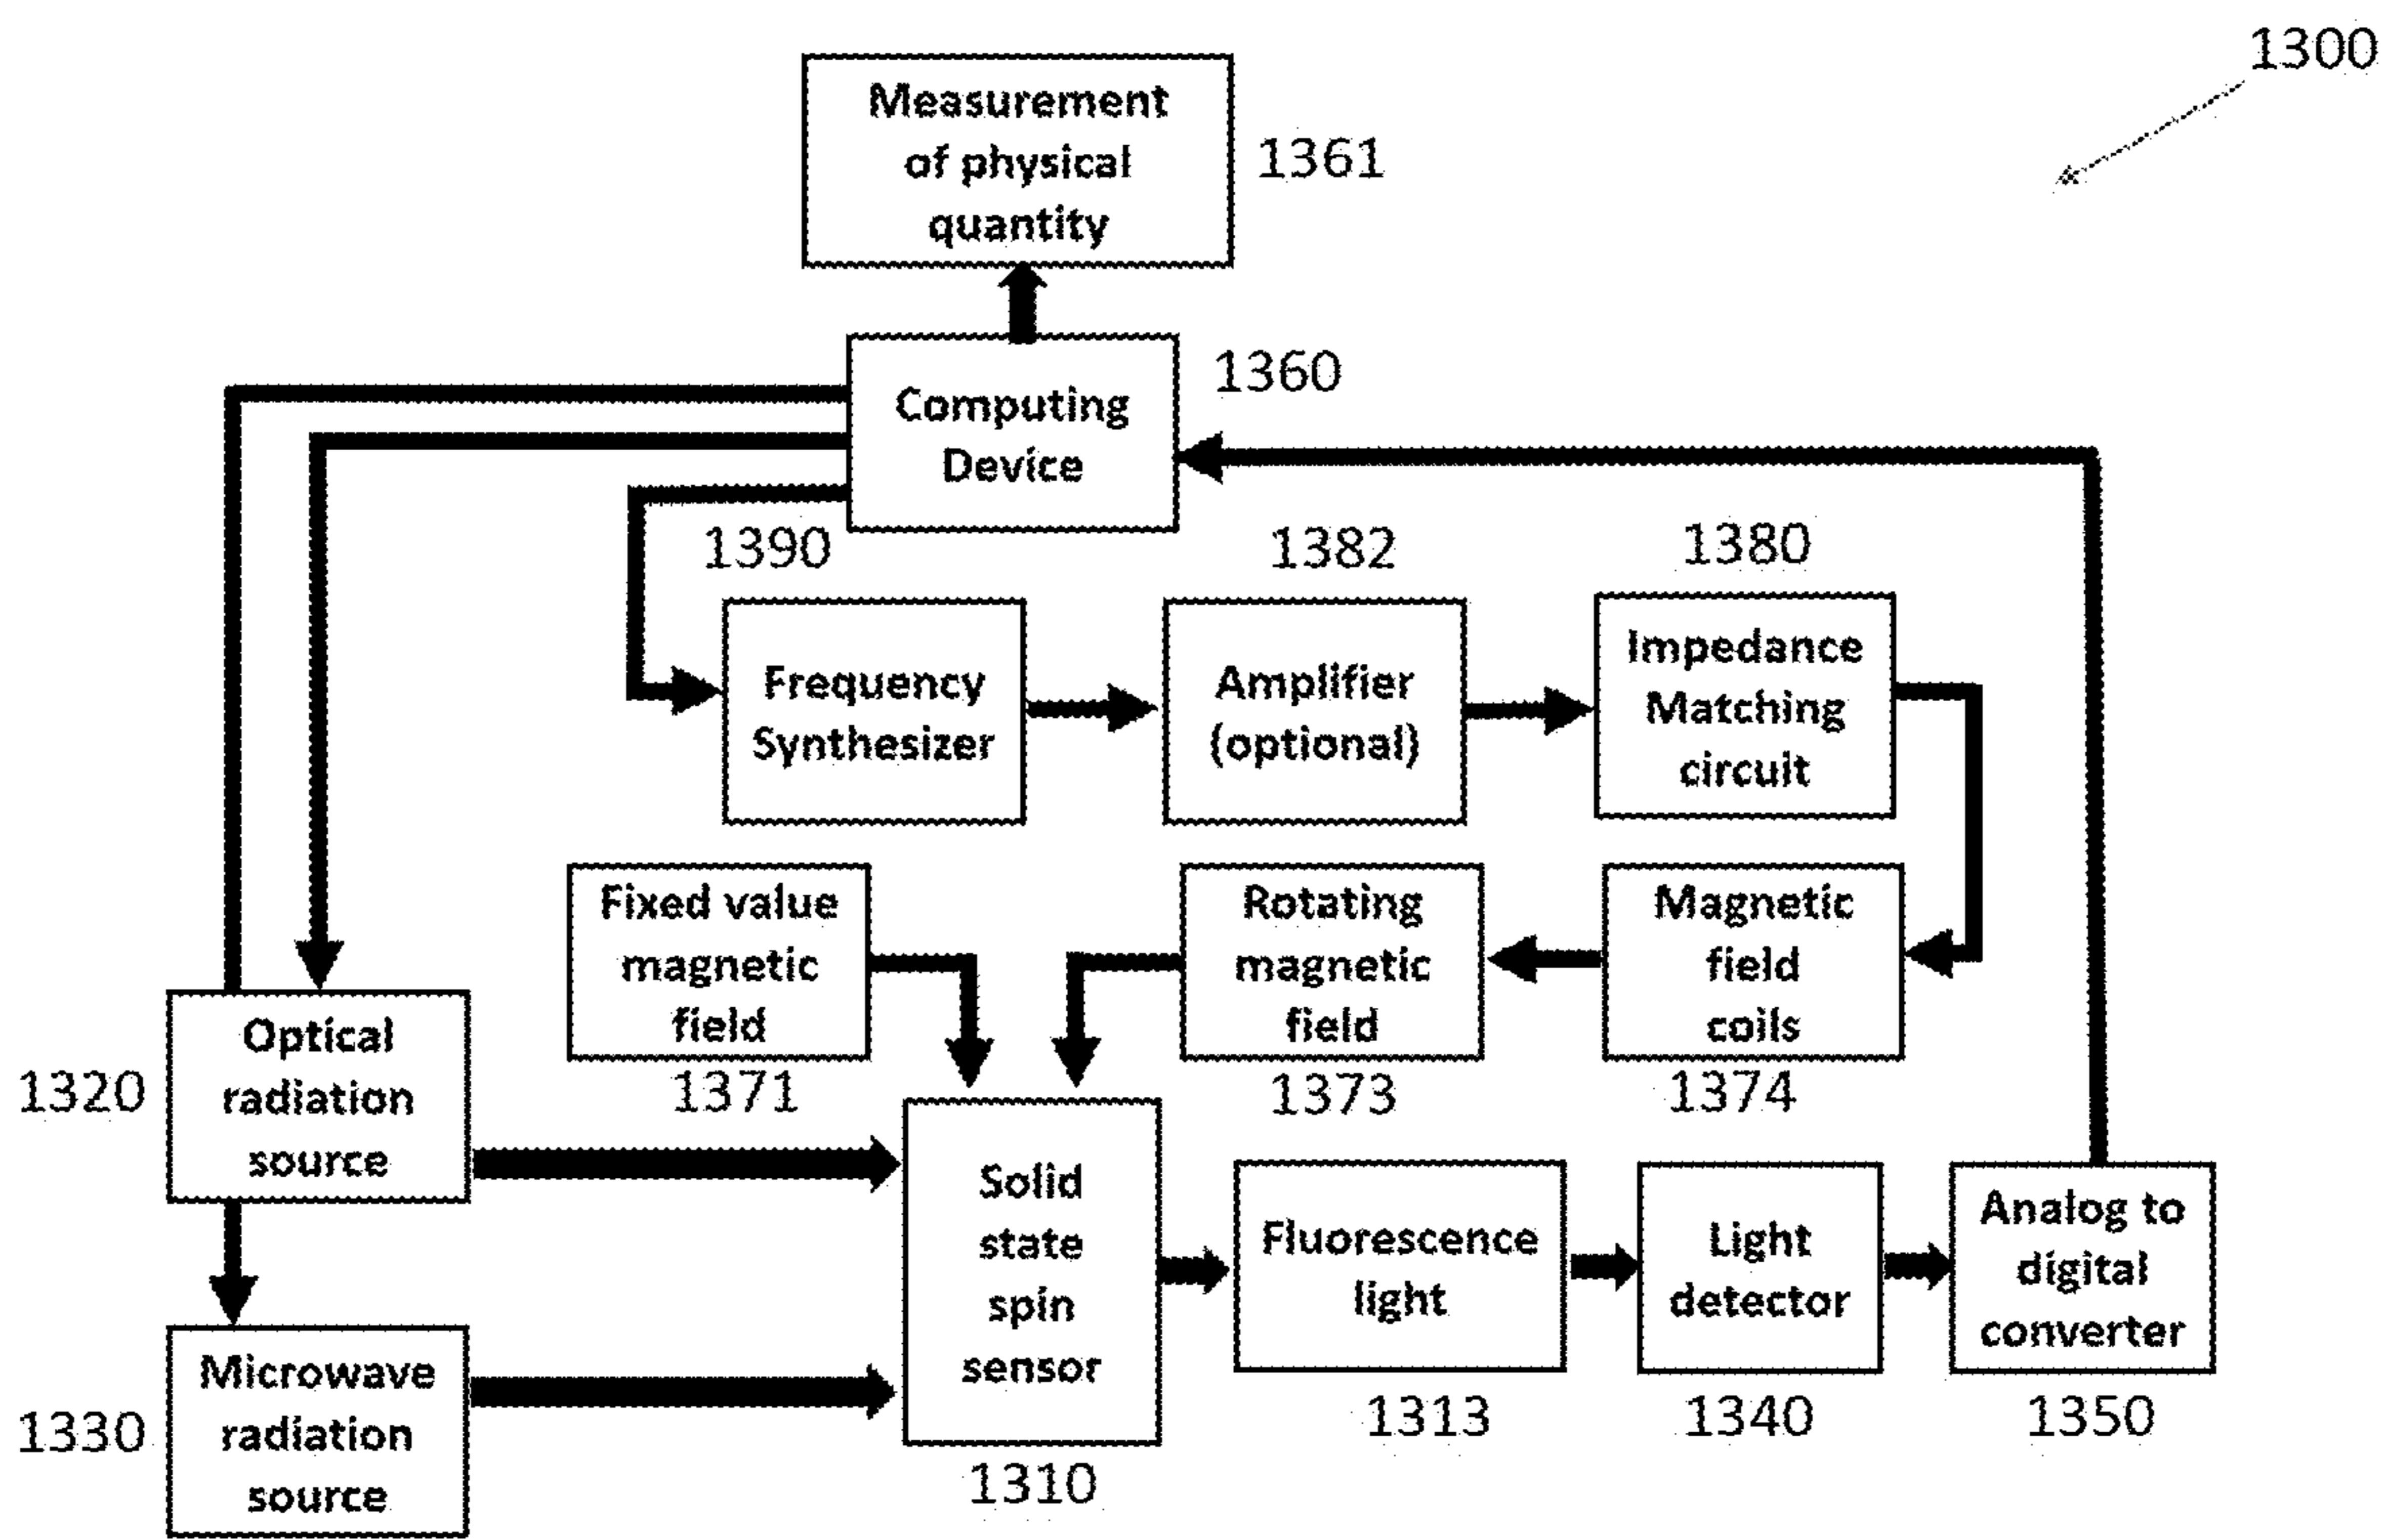 1300
Measurement
of physical
quantity
1361
Computing
Device
1360
1390
1382
1380
Frequency
Synthesizer
Amplifier
(optional)
Impedance
Matching
circuit
Fixed value
magnetic
field
1371
Rotating
magnetic
field
1373
Magnetic
field
coils
1374
Optical
radiation
source
1320
Microwave
radiation
source
1330
Solid
state
spin
sensor
1310
Fluorescence
light
1313
Light
detector
1340
Analog to
digital
converter
1350